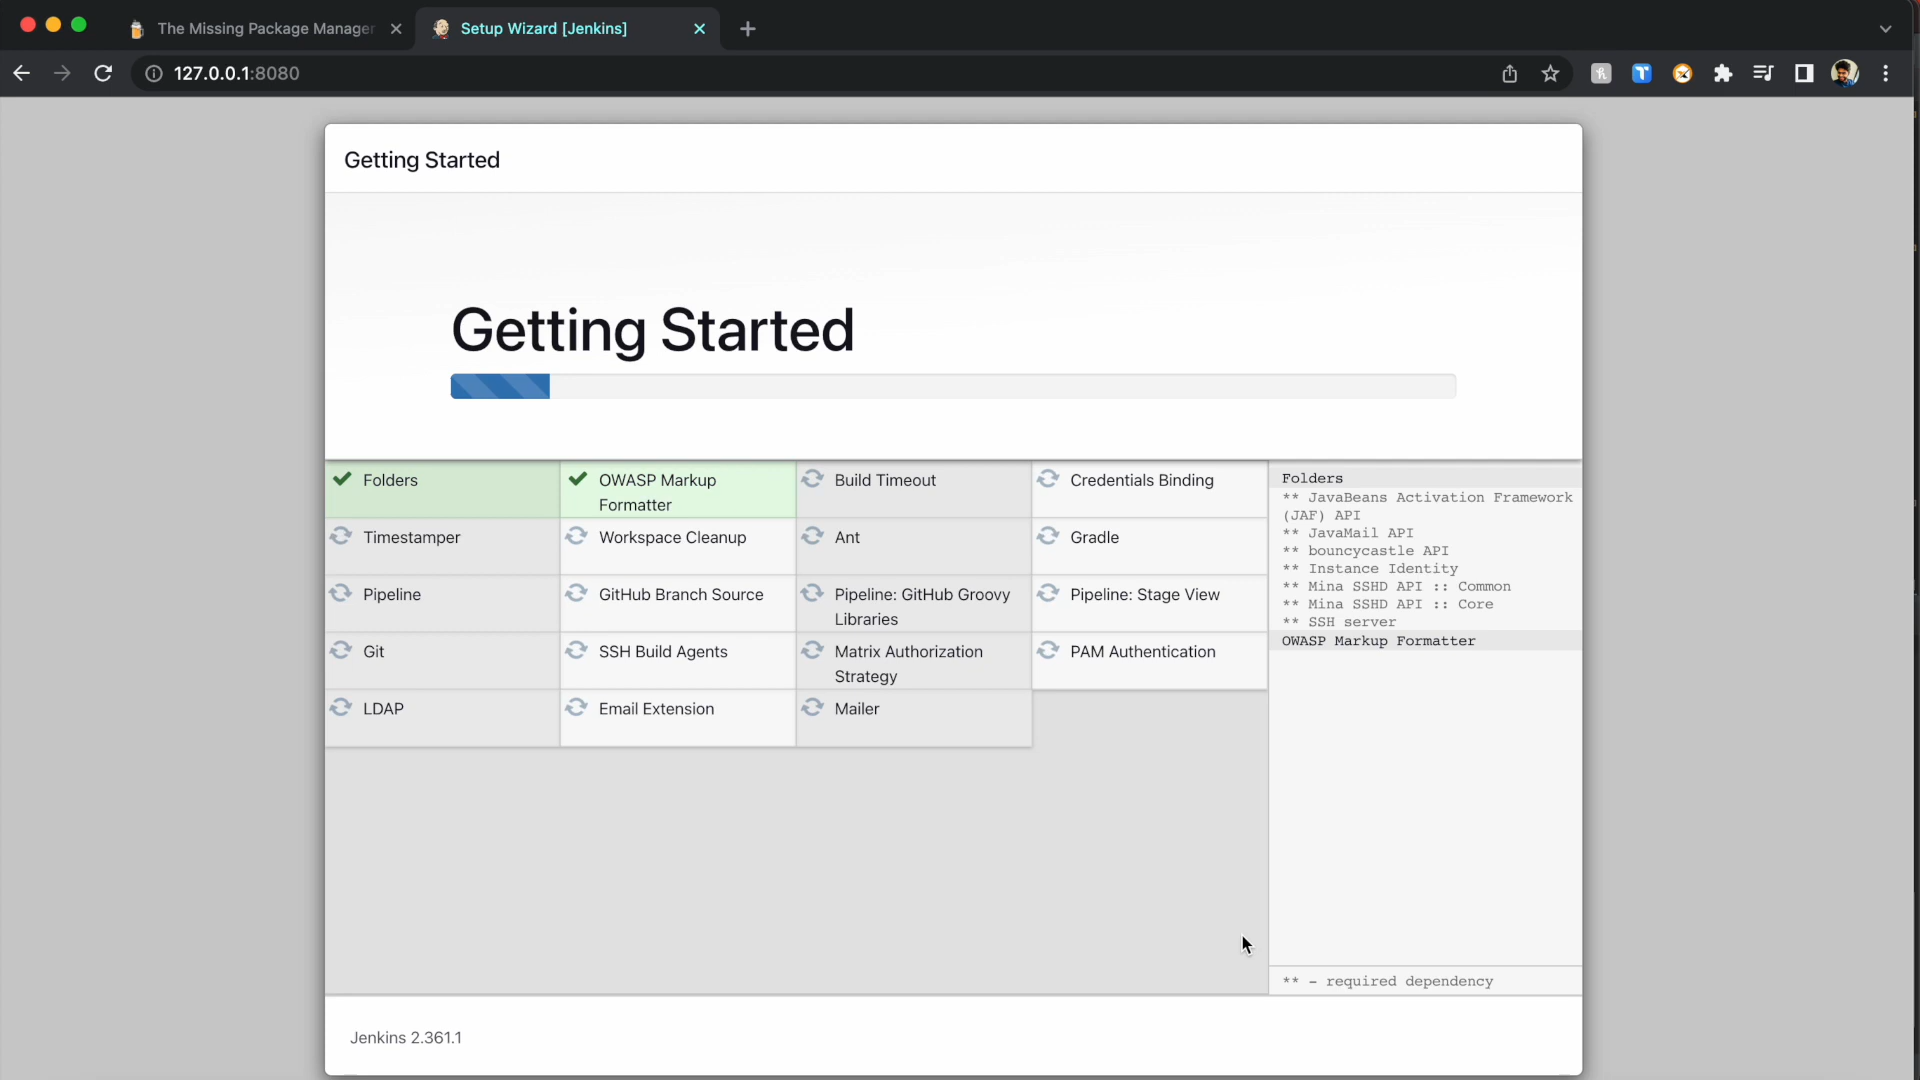 The Missing Package Manager
Setup Wizard [Jenkins]
127.0.0.1:8080
Getting Started
Getting Started
Folders
OWASP Markup
Formatter
Build Timeout
Credentials Binding
Timestamper
Workspace Cleanup
Ant
Gradle
Pipeline
GitHub Branch Source
Pipeline: GitHub Groovy
Libraries
Pipeline: Stage View
Git
SSH Build Agents
Matrix Authorization
Strategy
PAM Authentication
LDAP
Email Extension
Mailer
Folders
** JavaBeans Activation Framework
(JAF) API
** JavaMail API
** bouncycastle API
** Instance Identity
** Mina SSHD API :: Common
** Mina SSHD API :: Core
** SSH server
OWASP Markup Formatter
** - required dependency
Jenkins 2.361.1